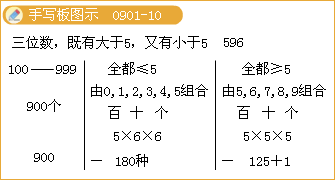 手写板图示 0901-10
三位数，既有大于5，又有小于5 596
100——999 全都≤5 全都≥5
由0,1,2,3,4,5组合 由5,6,7,8,9组合
900个 百 十 个 百 十 个
5×6×6 5×5×5
900 — 180种 — 125＋1